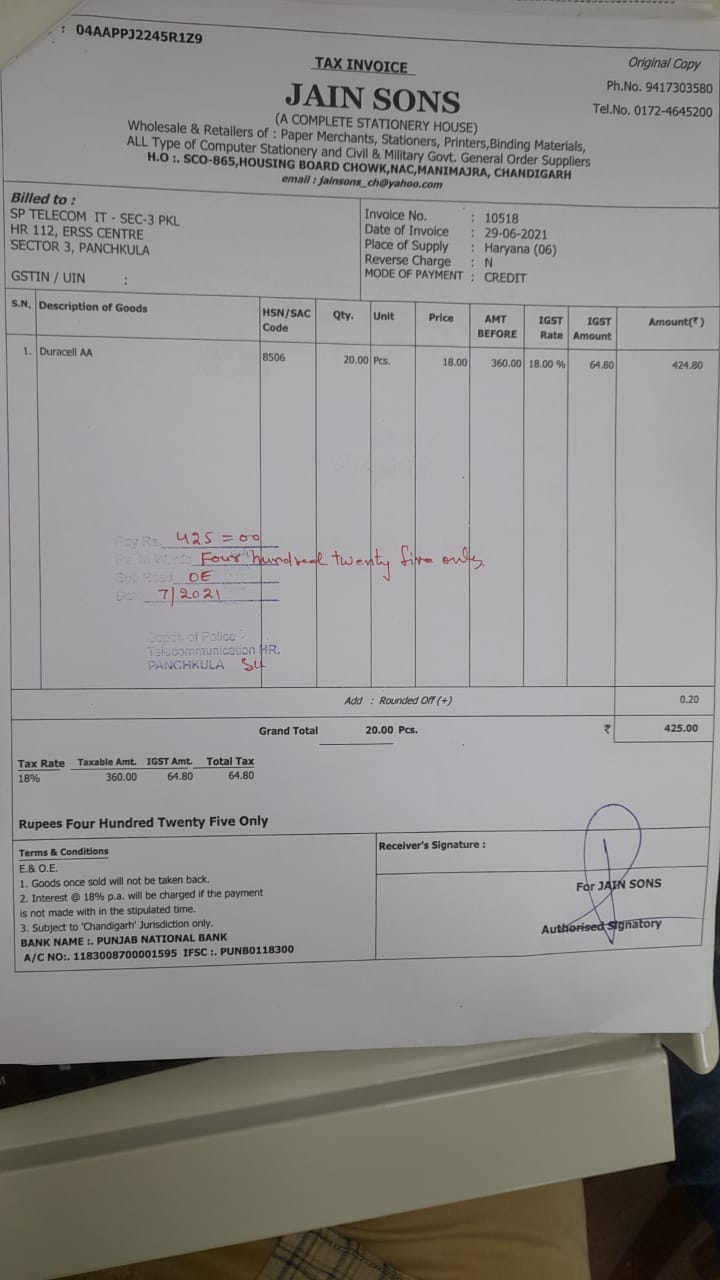 : 04AAPPJ2245R1Z9
TAX INVOICE
Original Copy
JAIN SONS
Ph.No. 9417303580
(A COMPLETE STATIONERY HOUSE)
Tel.No. 0172-4645200
Wholesale & Retailers of : Paper Merchants, Stationers, Printers,Binding Materials,
ALL Type of Computer Stationery and Civil & Military Govt. General Order Suppliers
H.O :. SCO-865,HOUSING BOARD CHOWK,NAC,MANIMAJRA, CHANDIGARH
email : jainsons_ch@yahoo.com
Billed to :
SP TELECOM IT - SEC-3 PKL
HR 112, ERSS CENTRE
SECTOR 3, PANCHKULA
GSTIN / UIN :
Invoice No. : 10518
Date of Invoice : 29-06-2021
Place of Supply : Haryana (06)
Reverse Charge : N
MODE OF PAYMENT : CREDIT
S.N. Description of Goods HSN/SAC Code Qty. Unit Price AMT BEFORE IGST Rate IGST Amount Amount(₹)
1. Duracell AA 8506 20.00 Pcs. 18.00 360.00 18.00 % 64.80 424.80
Pay Rs. 425=00
Four hundred twenty five only
OE
7/2021
Supdt. of Police
Telecommunication HR.
PANCHKULA
Add : Rounded Off (+) 0.20
Grand Total 20.00 Pcs. ₹ 425.00
Tax Rate Taxable Amt. IGST Amt. Total Tax
18% 360.00 64.80 64.80
Rupees Four Hundred Twenty Five Only
Terms & Conditions
E.& O.E.
1. Goods once sold will not be taken back.
2. Interest @ 18% p.a. will be charged if the payment
is not made with in the stipulated time.
3. Subject to 'Chandigarh' Jurisdiction only.
BANK NAME :. PUNJAB NATIONAL BANK
A/C NO:. 1183008700001595 IFSC :. PUNB0118300
Receiver's Signature :
For JAIN SONS
Authorised Signatory